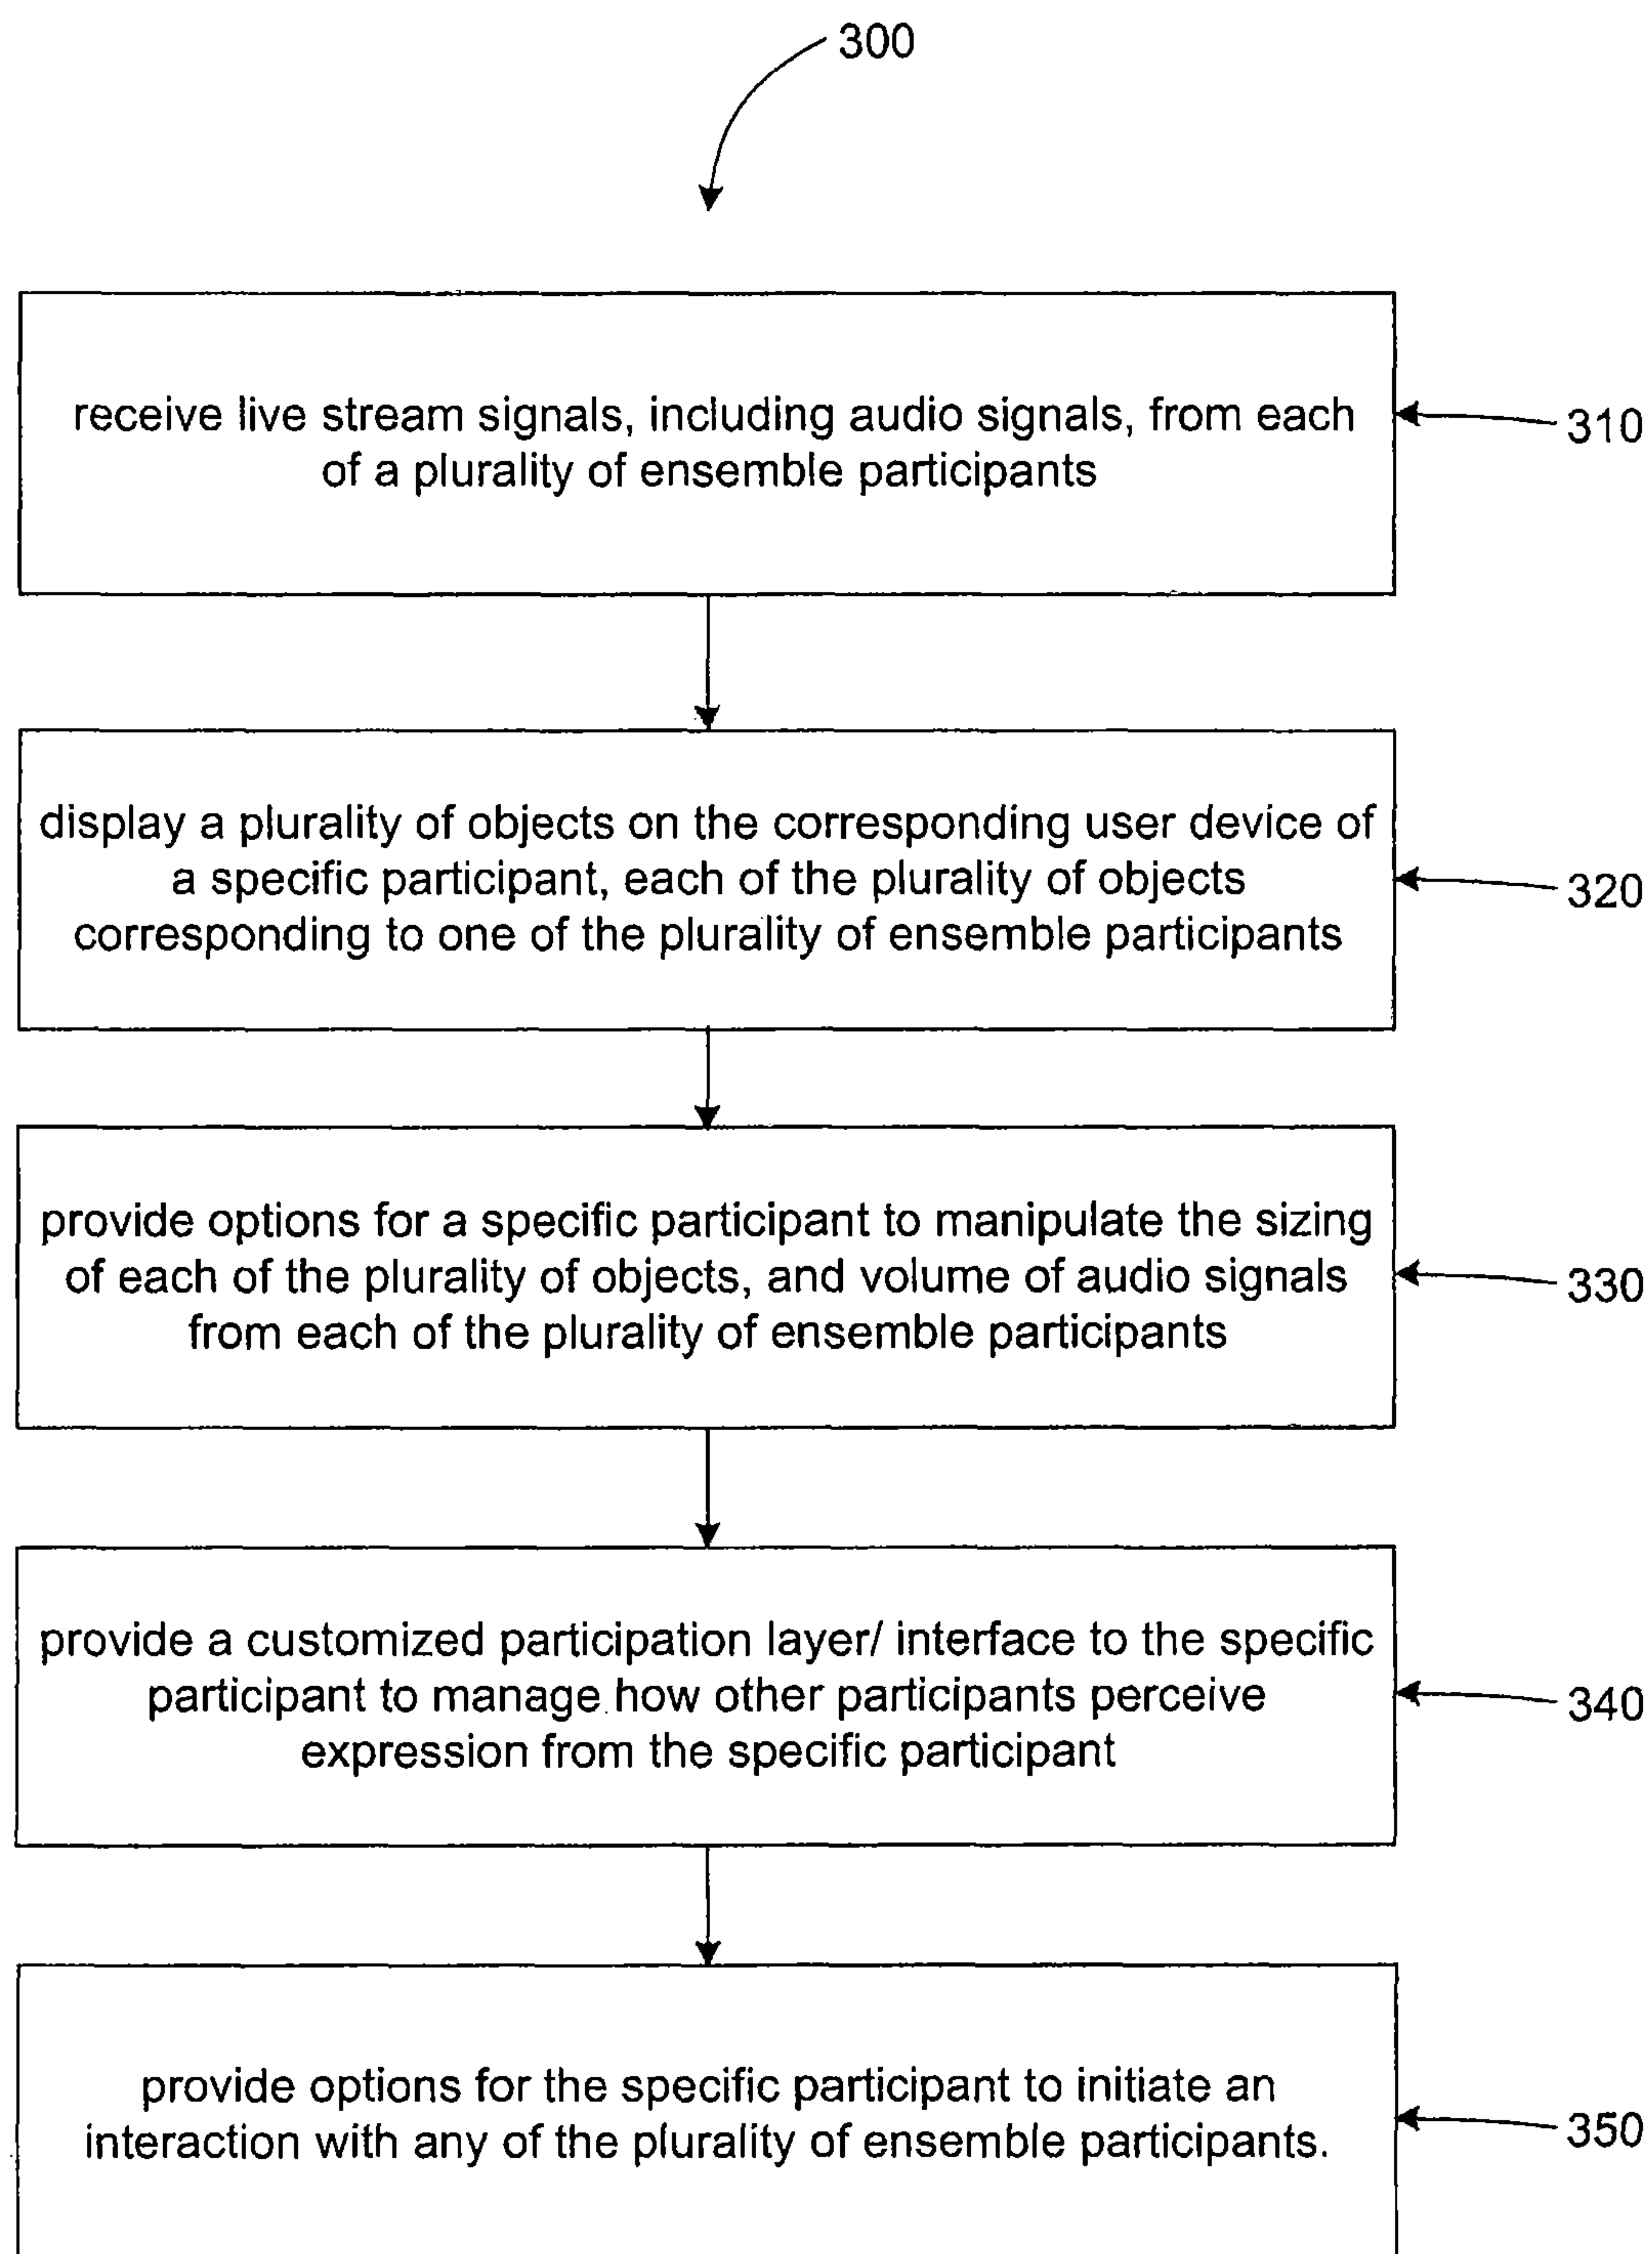 300
receive live stream signals, including audio signals, from each
of a plurality of ensemble participants
310
display a plurality of objects on the corresponding user device of
a specific participant, each of the plurality of objects
corresponding to one of the plurality of ensemble participants
320
provide options for a specific participant to manipulate the sizing
of each of the plurality of objects, and volume of audio signals
from each of the plurality of ensemble participants
330
provide a customized participation layer/ interface to the specific
participant to manage how other participants perceive
expression from the specific participant
340
provide options for the specific participant to initiate an
interaction with any of the plurality of ensemble participants.
350